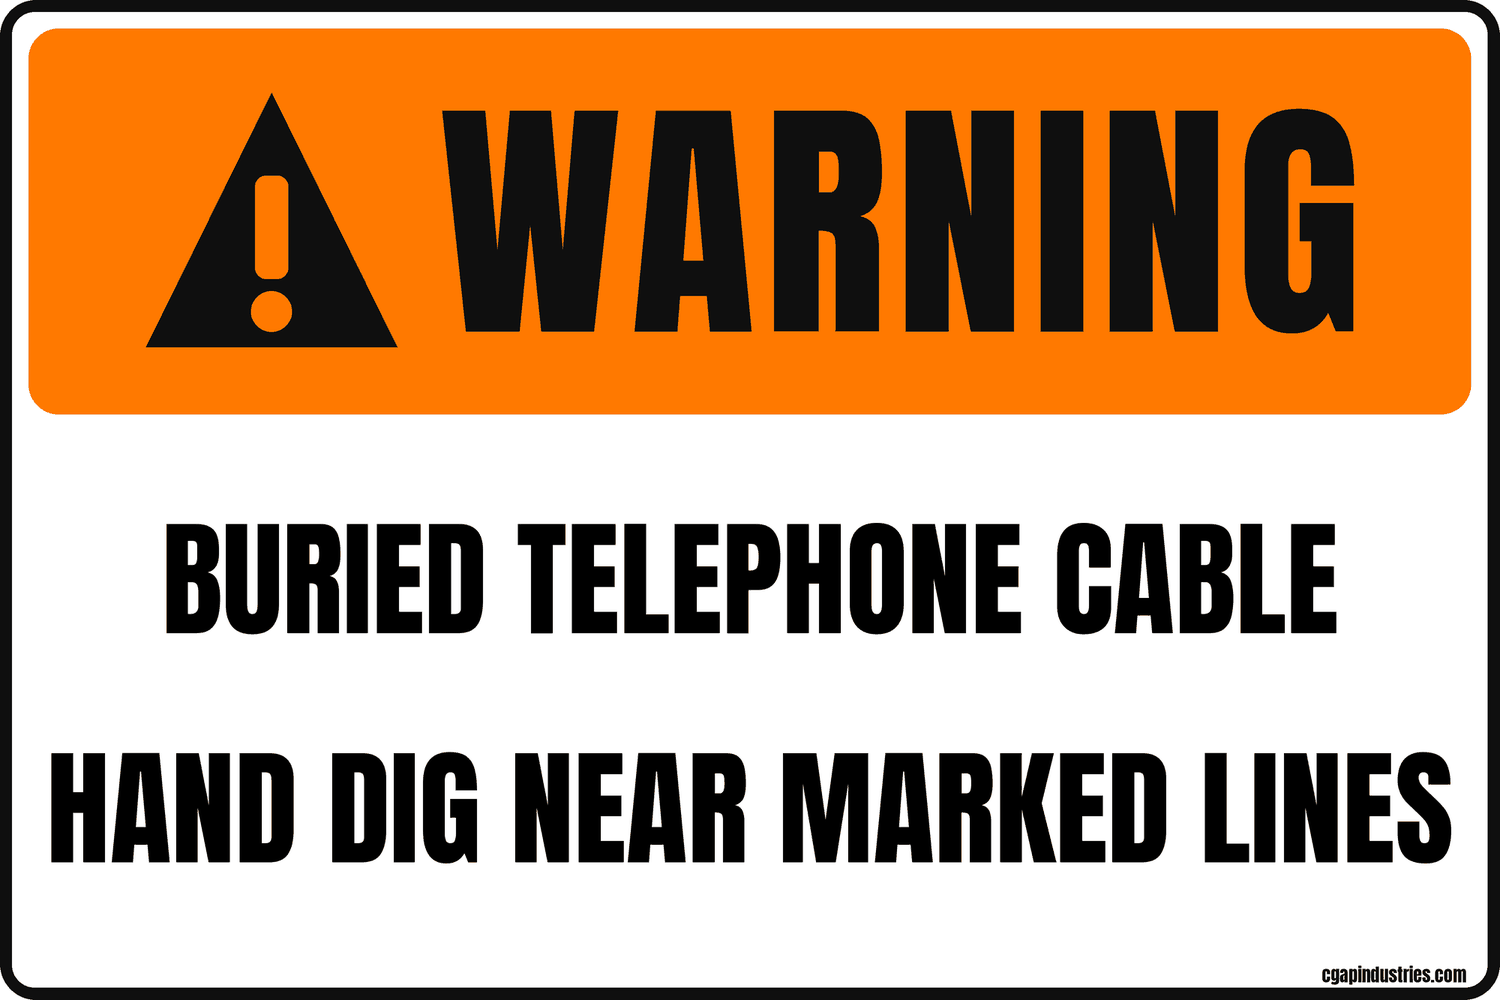 WARNING
BURIED TELEPHONE CABLE
HAND DIG NEAR MARKED LINES
cgapindustries.com